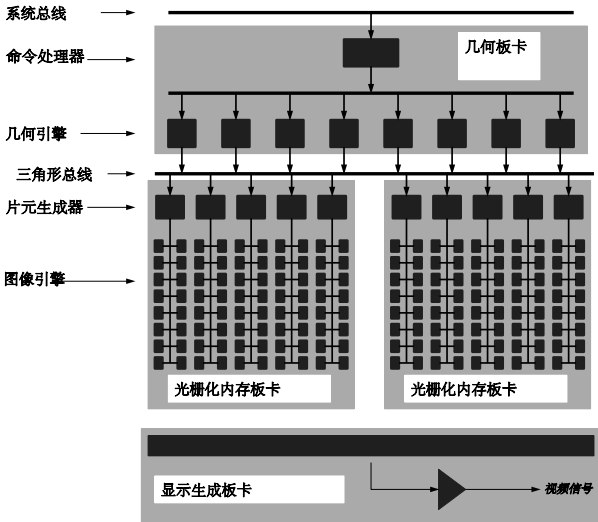 系统总线
命令处理器
几何板卡
几何引擎
三角形总线
片元生成器
图像引擎
光栅化内存板卡
光栅化内存板卡
显示生成板卡
视频信号